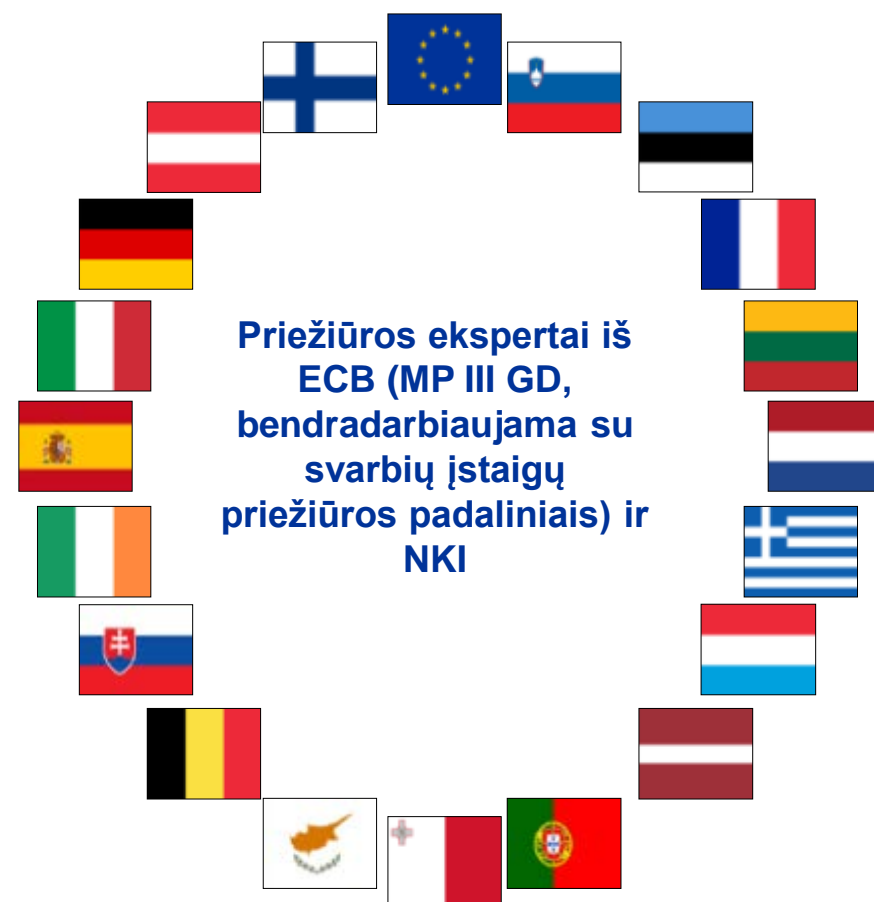 Priežiūros ekspertai iš
ECB (MP III GD,
bendradarbiaujama su
svarbių įstaigų
priežiūros padaliniais) ir
NKI